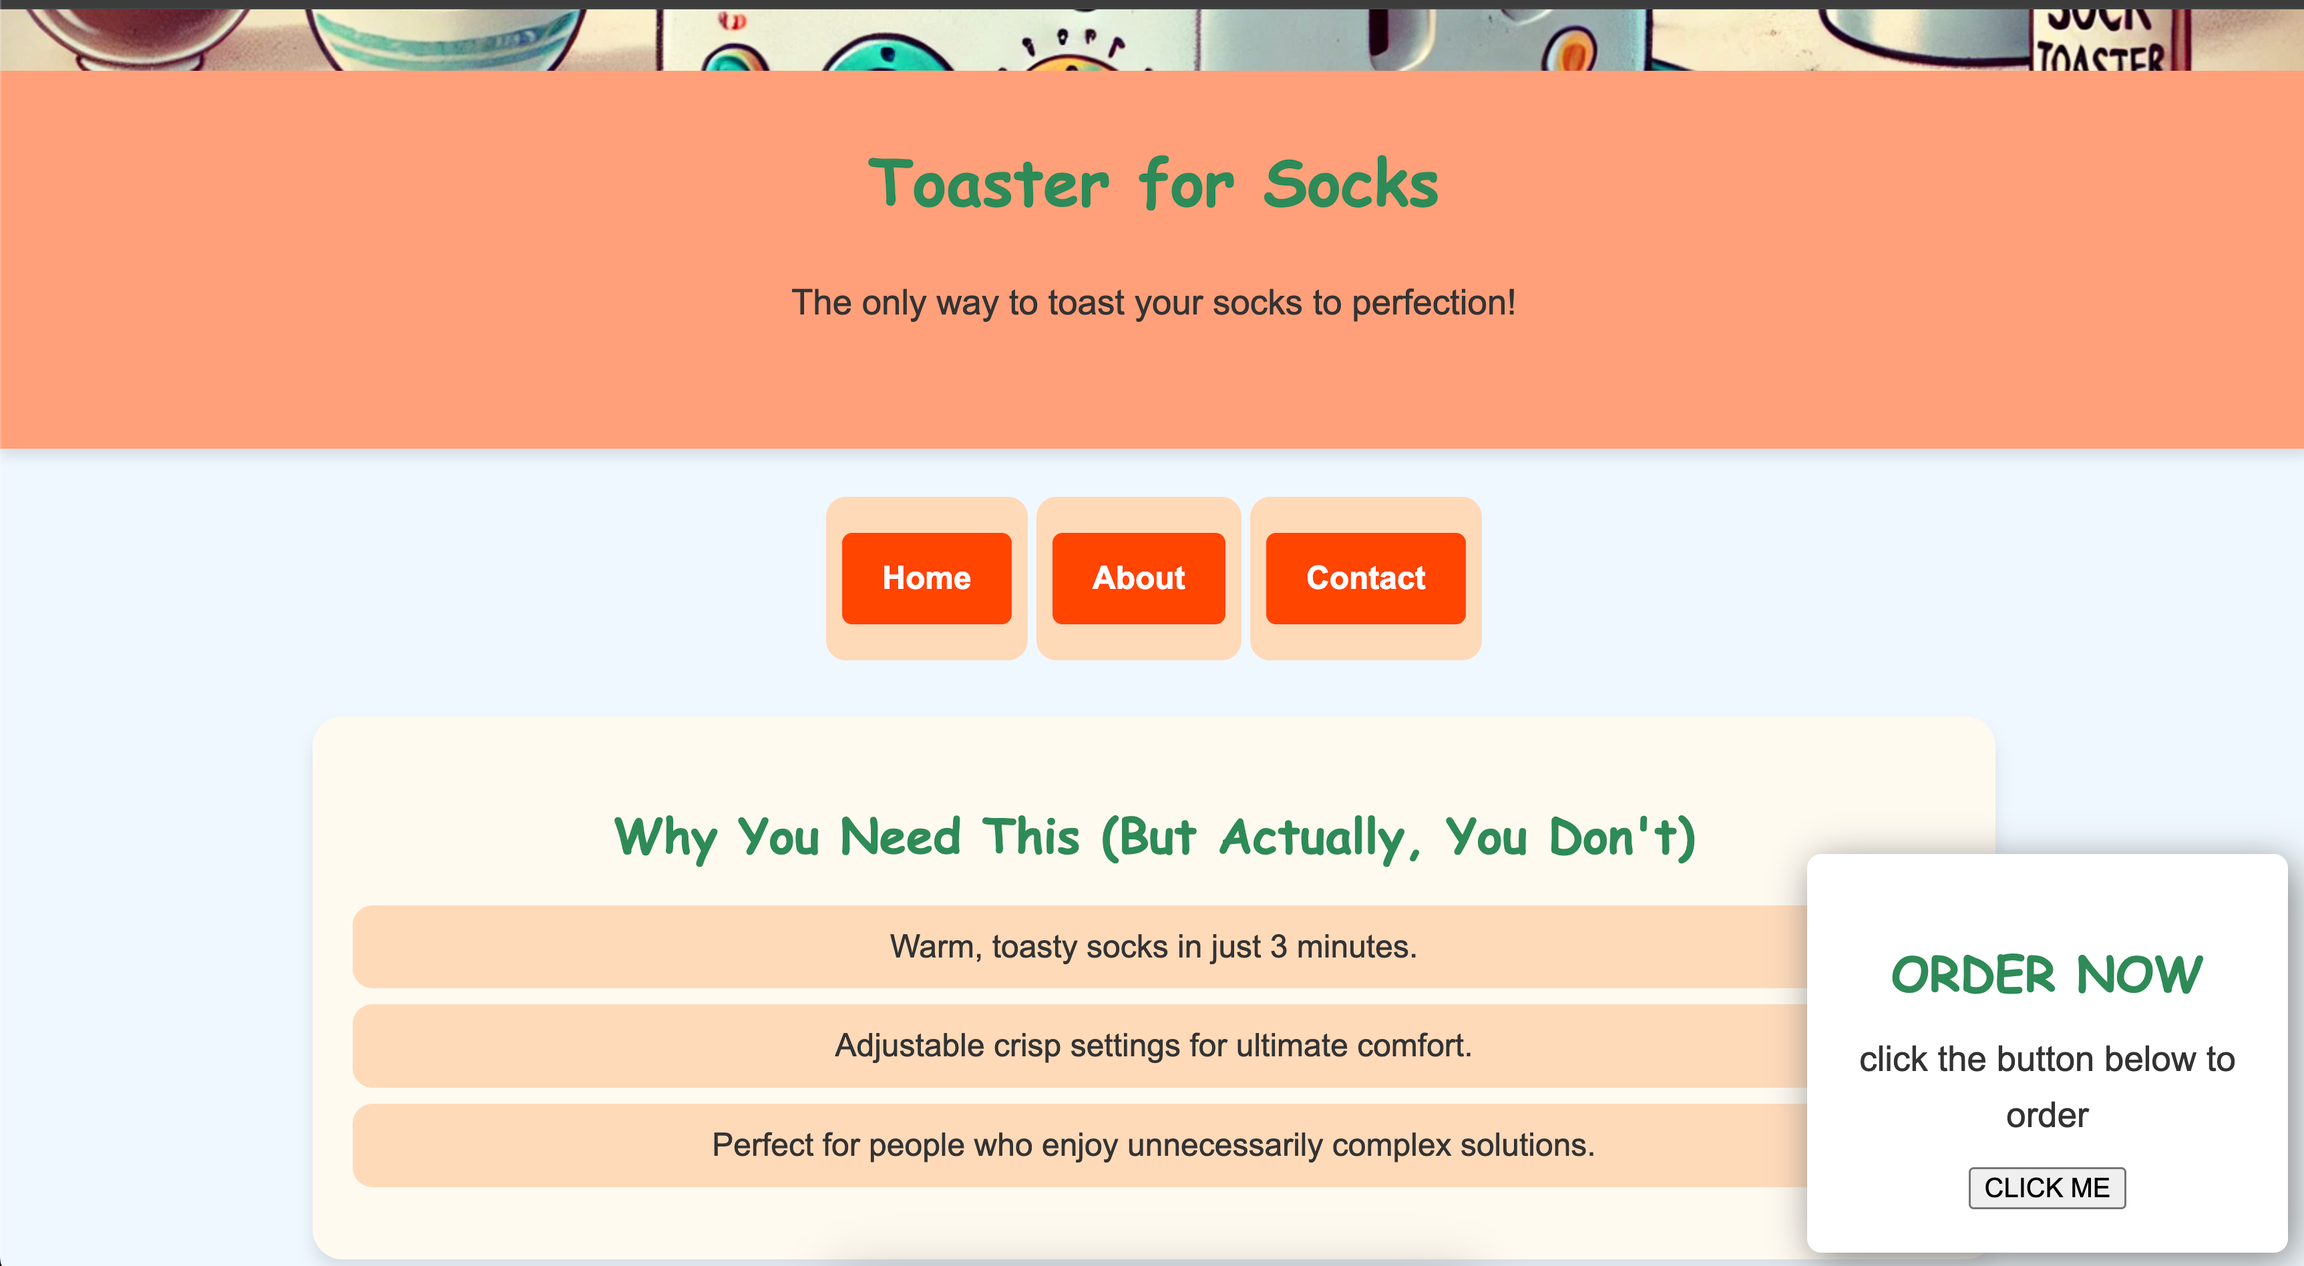 SOCK
TOASTER
Toaster for Socks
The only way to toast your socks to perfection!
Home
About
Contact
Why You Need This (But Actually, You Don't)
Warm, toasty socks in just 3 minutes.
Adjustable crisp settings for ultimate comfort.
Perfect for people who enjoy unnecessarily complex solutions.
ORDER NOW
click the button below to
order
CLICK ME